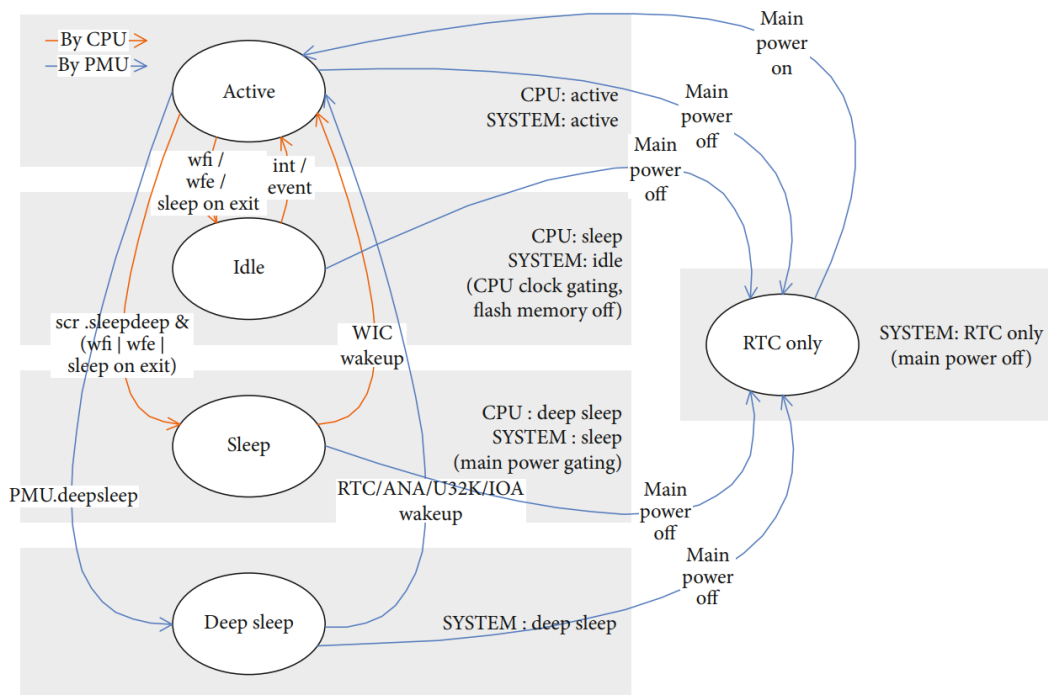 By CPU
By PMU
Active
CPU: active
SYSTEM: active
Main
power
on
Main
power
off
Main
power
off
wfi /
wfe /
sleep on exit
int /
event
Idle
CPU: sleep
SYSTEM: idle
(CPU clock gating,
flash memory off)
scr .sleepdeep &
(wfi | wfe |
sleep on exit)
WIC
wakeup
RTC only
SYSTEM: RTC only
(main power off)
Sleep
CPU : deep sleep
SYSTEM : sleep
(main power gating)
PMU.deepsleep
RTC/ANA/U32K/IOA
wakeup
Main
power
off
Main
power
off
Deep sleep
SYSTEM : deep sleep